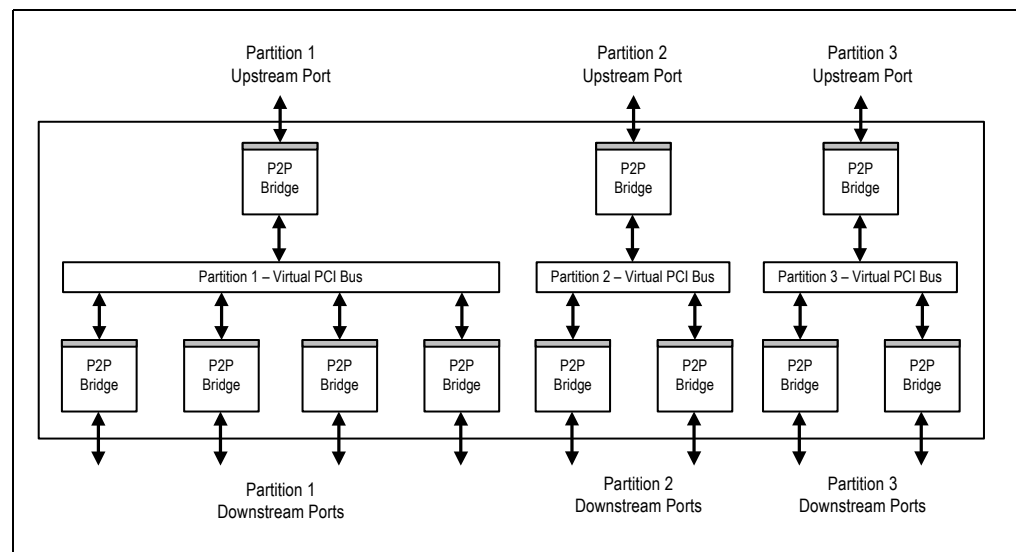 Partition 1
Upstream Port
Partition 2
Upstream Port
Partition 3
Upstream Port
P2P
Bridge
P2P
Bridge
P2P
Bridge
Partition 1 – Virtual PCI Bus
Partition 2 – Virtual PCI Bus
Partition 3 – Virtual PCI Bus
P2P
Bridge
P2P
Bridge
P2P
Bridge
P2P
Bridge
P2P
Bridge
P2P
Bridge
P2P
Bridge
P2P
Bridge
Partition 1
Downstream Ports
Partition 2
Downstream Ports
Partition 3
Downstream Ports